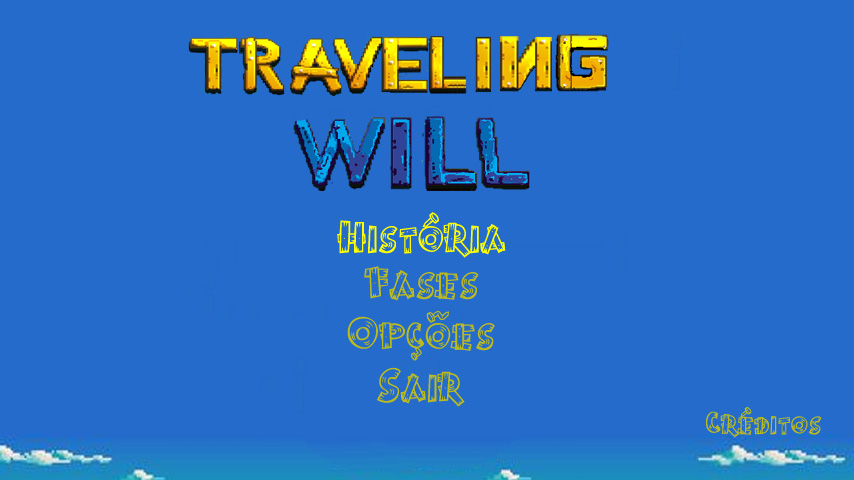 TRAVELING
WILL
História
Fases
Opções
Sair
Créditos